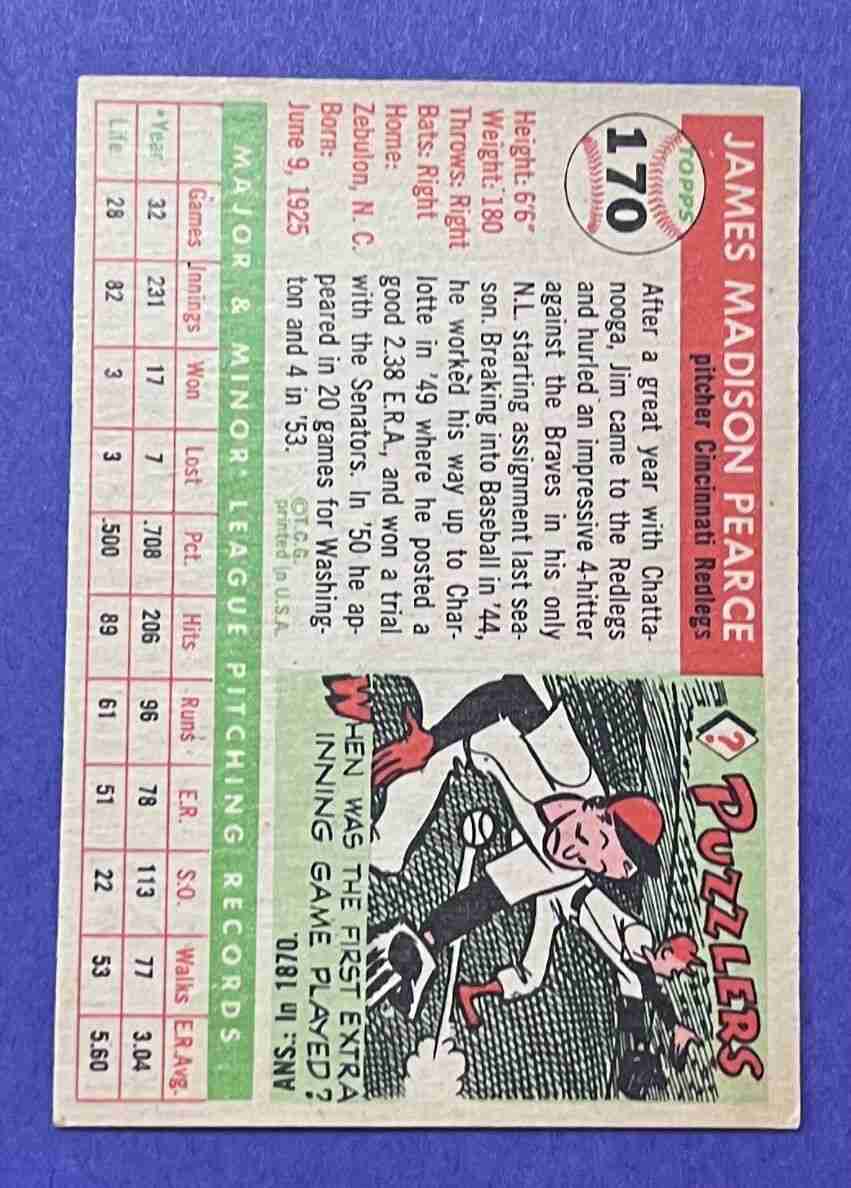 JAMES MADISON PEARCE
pitcher Cincinnati Redlegs
TOPPS
170
Height: 6'6"
Weight: 180
Throws: Right
Bats: Right
Home:
Zebulon, N. C.
Born:
June 9, 1925
After a great year with Chatta-
nooga, Jim came to the Redlegs
and hurled an impressive 4-hitter
against the Braves in his only
N.L. starting assignment last sea-
son. Breaking into Baseball in '44,
he worked his way up to Char-
lotte in '49 where he posted a
good 2.38 E.R.A., and won a trial
with the Senators. In '50 he ap-
peared in 20 games for Washing-
ton and 4 in '53.
©T.C.G.
printed in U.S.A.
? PUZZLERS
WHEN WAS THE FIRST EXTRA
INNING GAME PLAYED?
ANS.: In 1870.
MAJOR & MINOR* LEAGUE PITCHING RECORDS
Games Innings Won Lost Pct. Hits Runs E.R. S.O. Walks E.R.Avg.
*Year 32 231 17 7 .708 206 96 78 113 77 3.04
Life 28 82 3 3 .500 89 61 51 22 53 5.60